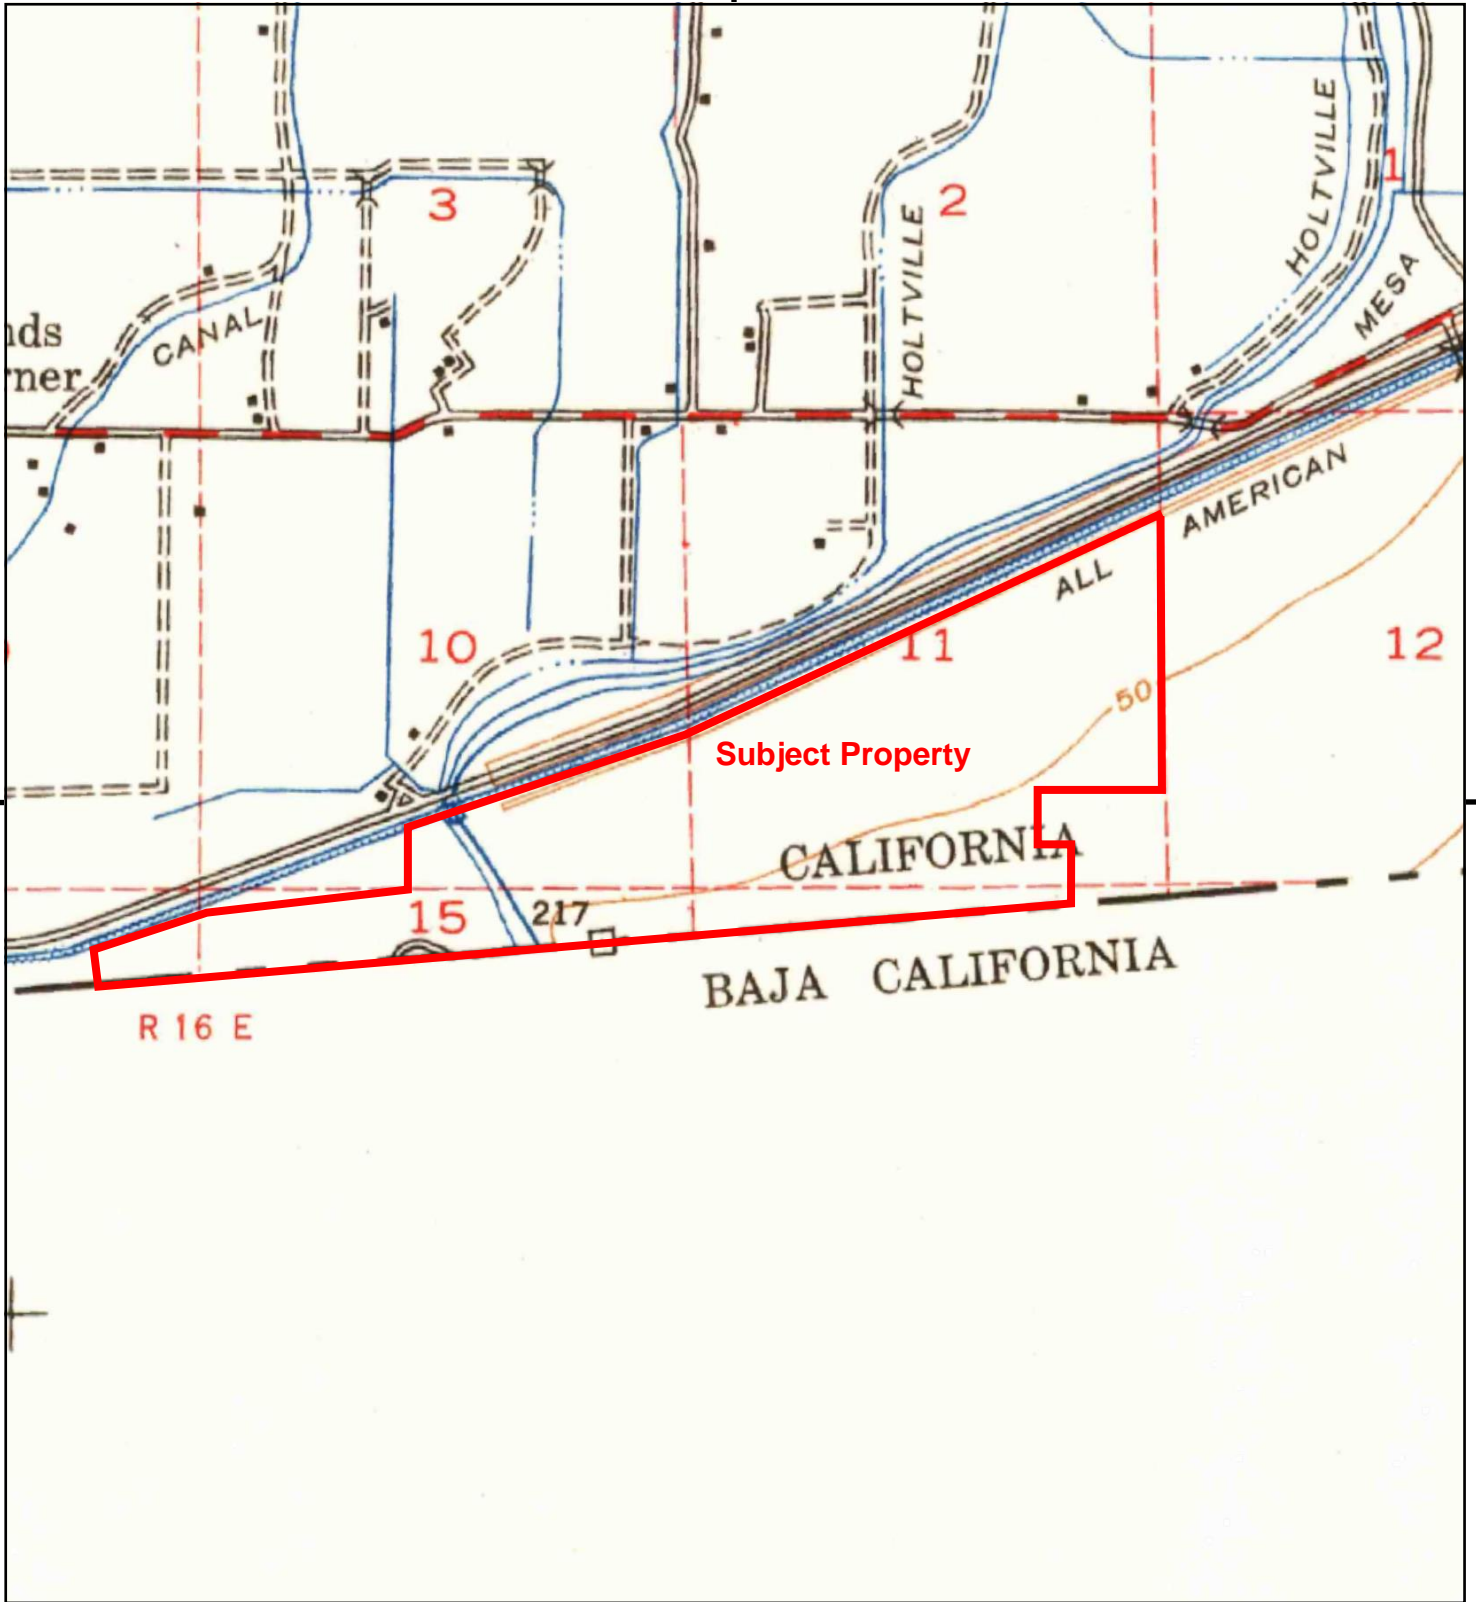 1
3
2
HOLTVILLE
HOLTVILLE
MESA
nds
CANAL
rner
AMERICAN
ALL
10
11
12
50
Subject Property
CALIFORNIA
15
217
BAJA CALIFORNIA
R 16 E